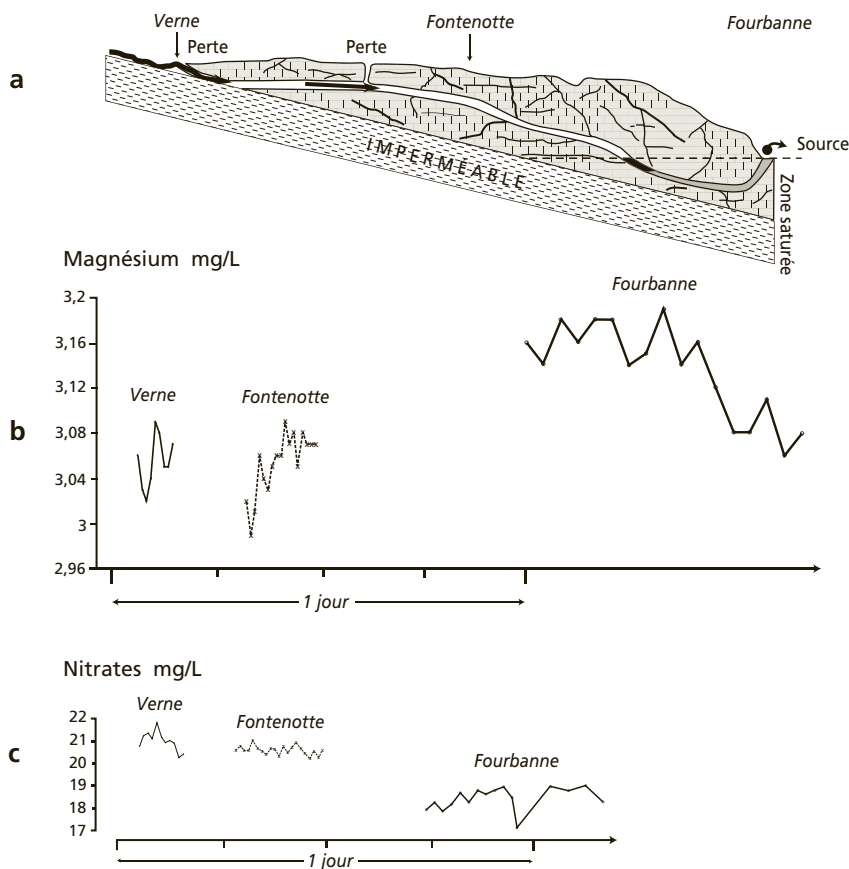 Verne
Fontenotte
Fourbanne
Perte
Perte
a
Source
IMPERMÉABLE
Zone saturée
Magnésium mg/L
Fourbanne
3,2
3,16
3,12
Verne
Fontenotte
b
3,08
3,04
3
2,96
1 jour
Nitrates mg/L
Verne
Fontenotte
Fourbanne
c
22
21
20
19
18
17
1 jour